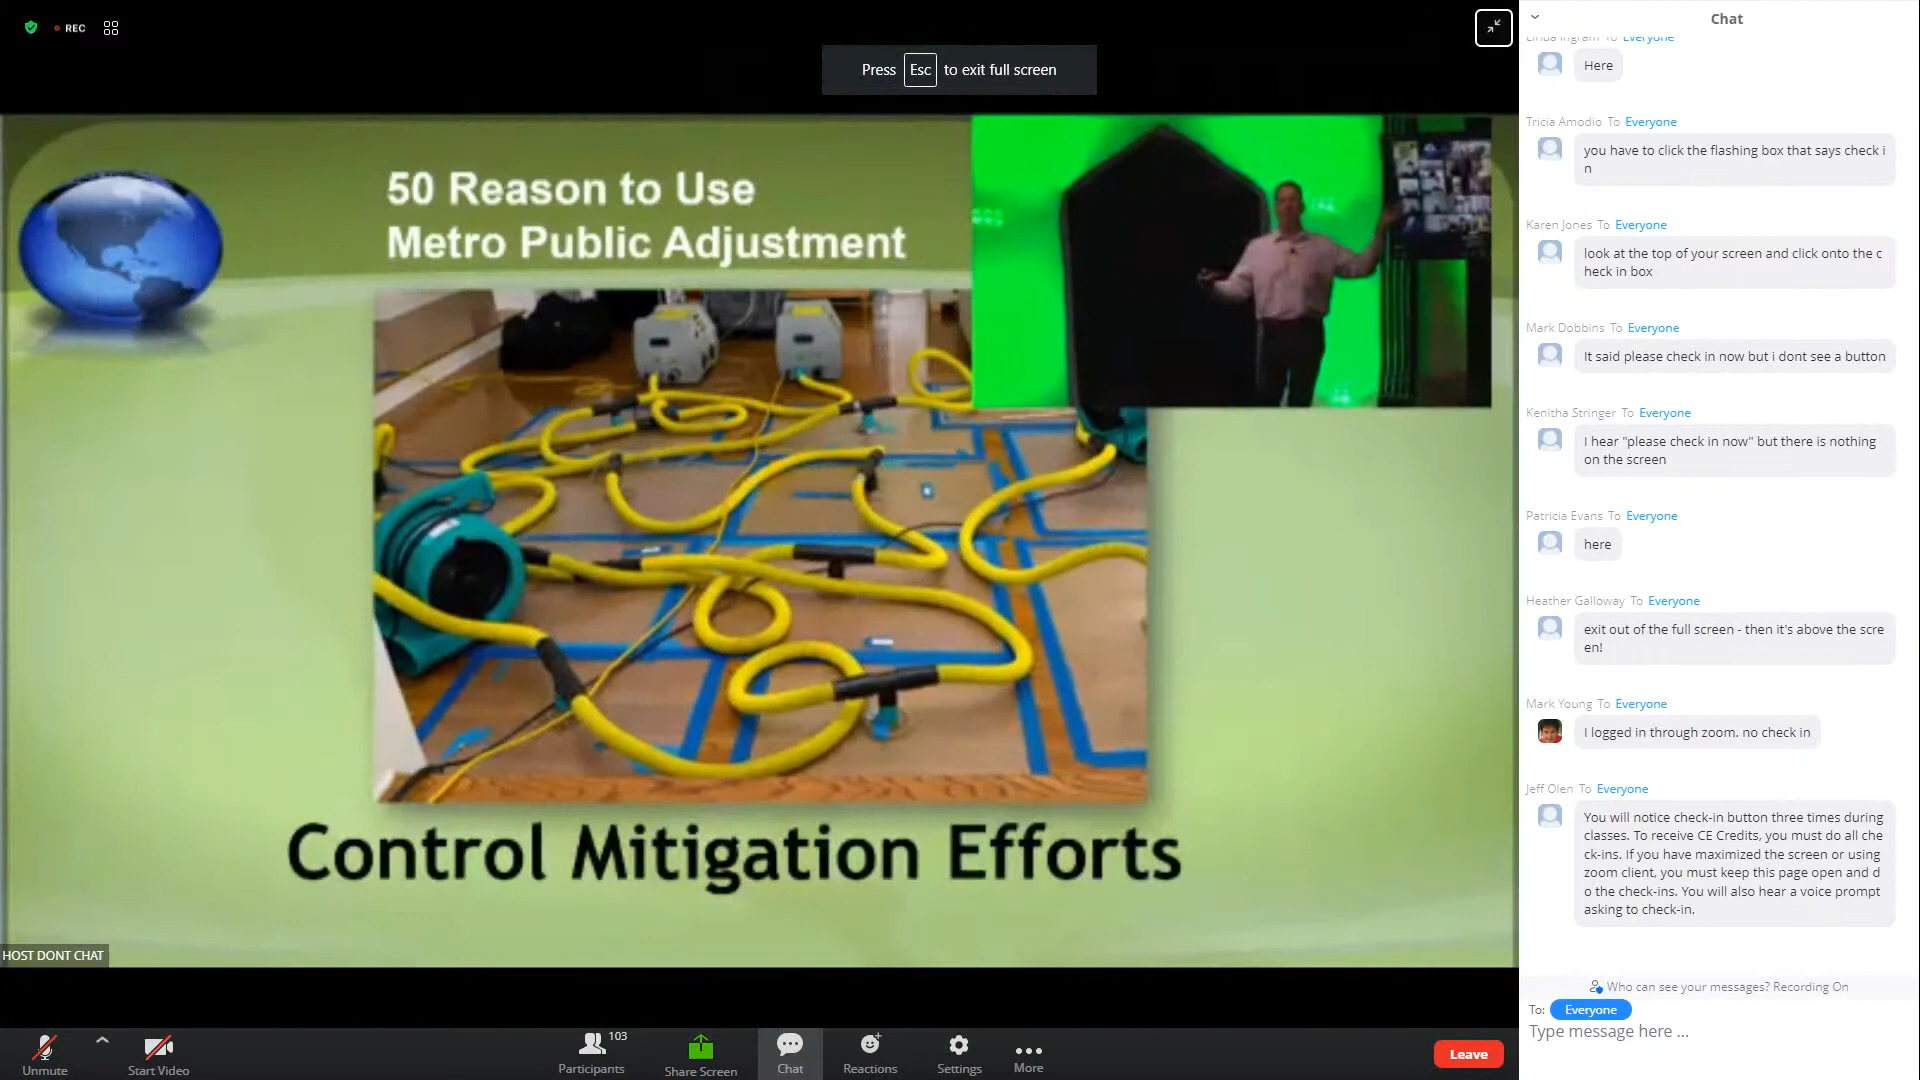 REC
Press Esc to exit full screen
50 Reason to Use
Metro Public Adjustment
Control Mitigation Efforts
HOST DONT CHAT
Unmute
Start Video
103
Participants
Share Screen
Chat
Reactions
Settings
More
Leave
Chat
Linda Ingram To Everyone
Here
Tricia Amodio To Everyone
you have to click the flashing box that says check i
n
Karen Jones To Everyone
look at the top of your screen and click onto the c
heck in box
Mark Dobbins To Everyone
It said please check in now but i dont see a button
Kenitha Stringer To Everyone
I hear "please check in now" but there is nothing
on the screen
Patricia Evans To Everyone
here
Heather Galloway To Everyone
exit out of the full screen - then it's above the scre
en!
Mark Young To Everyone
I logged in through zoom. no check in
Jeff Olen To Everyone
You will notice check-in button three times during
classes. To receive CE Credits, you must do all che
ck-ins. If you have maximized the screen or using
zoom client, you must keep this page open and d
o the check-ins. You will also hear a voice prompt
asking to check-in.
Who can see your messages? Recording On
To: Everyone
Type message here ...